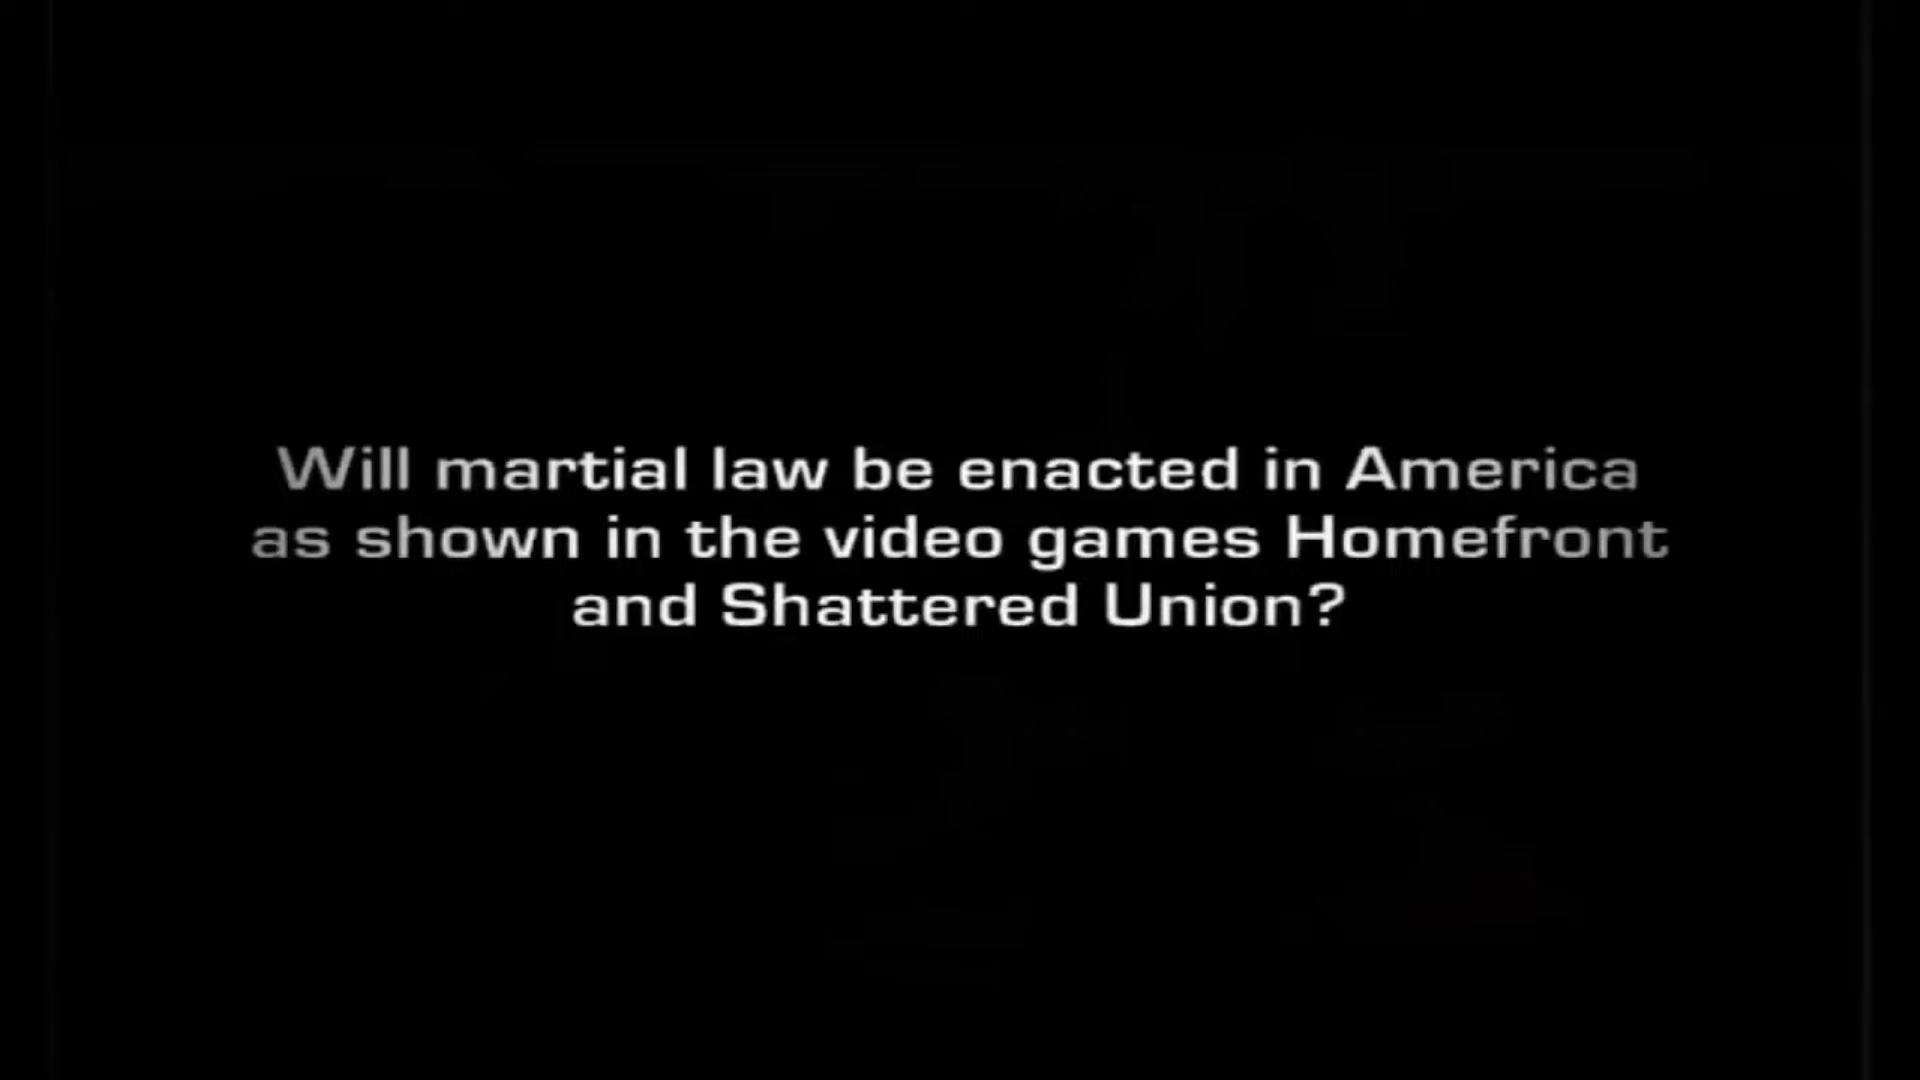 Will martial law be enacted in America
as shown in the video games Homefront
and Shattered Union?